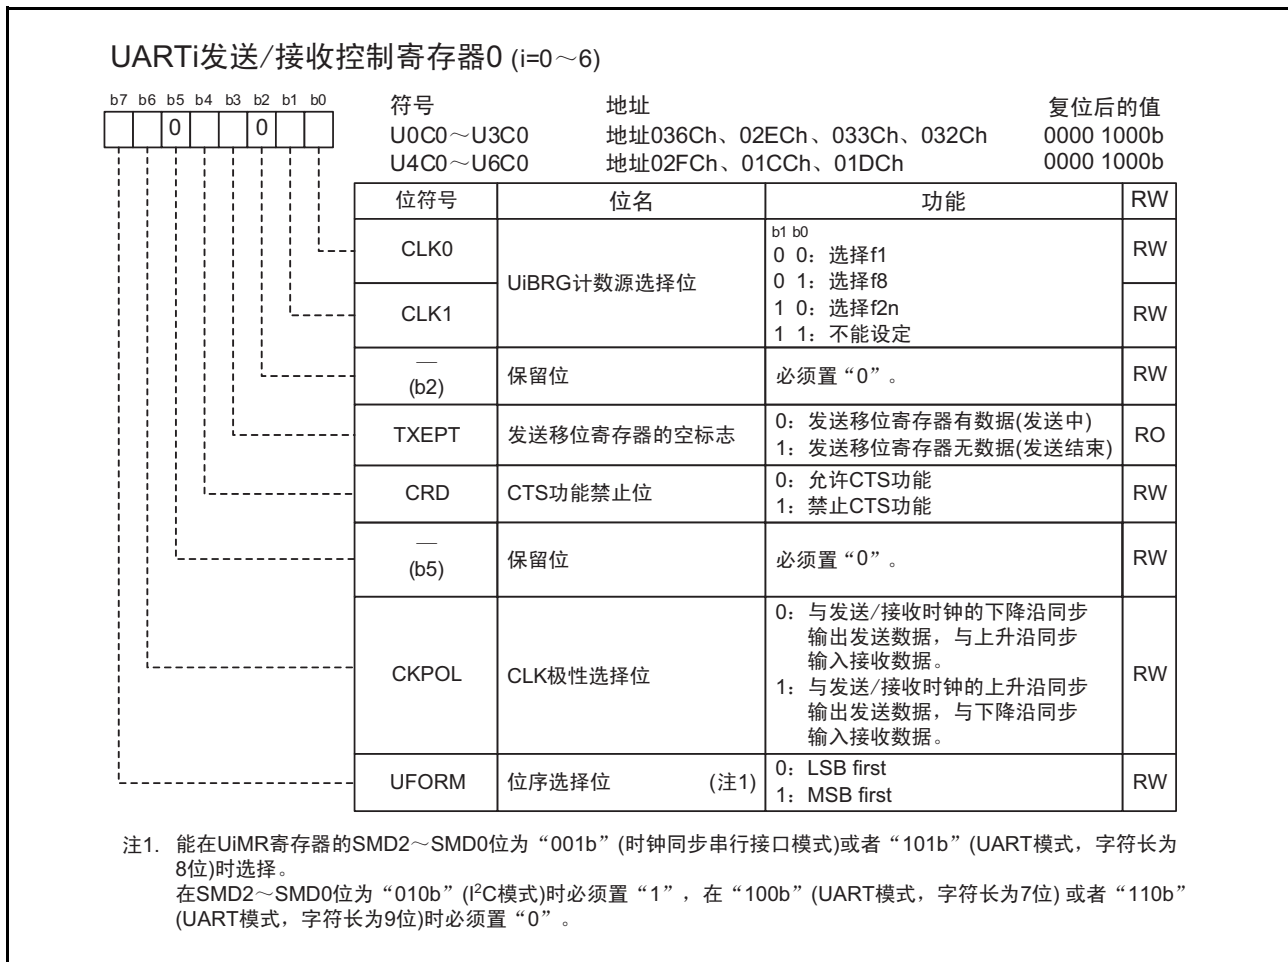 UARTi发送/接收控制寄存器0 (i=0～6)
b7 b6 b5 b4 b3 b2 b1 b0
0 0
符号 地址 复位后的值
U0C0～U3C0 地址036Ch、02ECh、033Ch、032Ch 0000 1000b
U4C0～U6C0 地址02FCh、01CCh、01DCh 0000 1000b
位符号 位名 功能 RW
CLK0 RW
CLK1 RW
UiBRG计数源选择位
b1 b0
0 0：选择f1
0 1：选择f8
1 0：选择f2n
1 1：不能设定
—
(b2) 保留位 必须置“0”。 RW
TXEPT 发送移位寄存器的空标志 RO
0：发送移位寄存器有数据(发送中)
1：发送移位寄存器无数据(发送结束)
CRD CTS功能禁止位 RW
0：允许CTS功能
1：禁止CTS功能
—
(b5) 保留位 必须置“0”。 RW
CKPOL CLK极性选择位 RW
0：与发送/接收时钟的下降沿同步
输出发送数据，与上升沿同步
输入接收数据。
1：与发送/接收时钟的上升沿同步
输出发送数据，与下降沿同步
输入接收数据。
UFORM 位序选择位 (注1) RW
0：LSB first
1：MSB first
注1. 能在UiMR寄存器的SMD2～SMD0位为“001b”(时钟同步串行接口模式)或者“101b”(UART模式，字符长为
8位)时选择。
在SMD2～SMD0位为“010b”(I²C模式)时必须置“1”，在“100b”(UART模式，字符长为7位) 或者“110b”
(UART模式，字符长为9位)时必须置“0”。